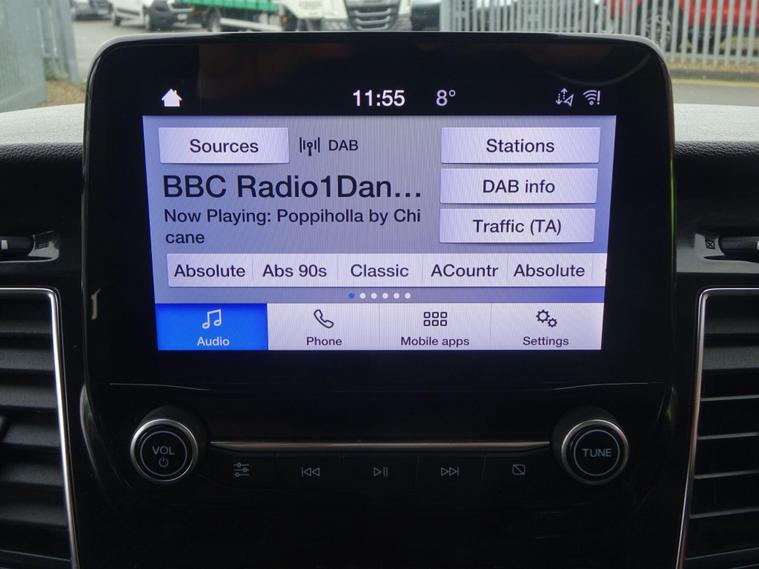 11:55 8°
Sources DAB Stations
BBC Radio1Dan...
DAB info
Now Playing: Poppiholla by Chi
cane
Traffic (TA)
Absolute Abs 90s Classic ACountr Absolute
Audio Phone Mobile apps Settings
VOL
TUNE